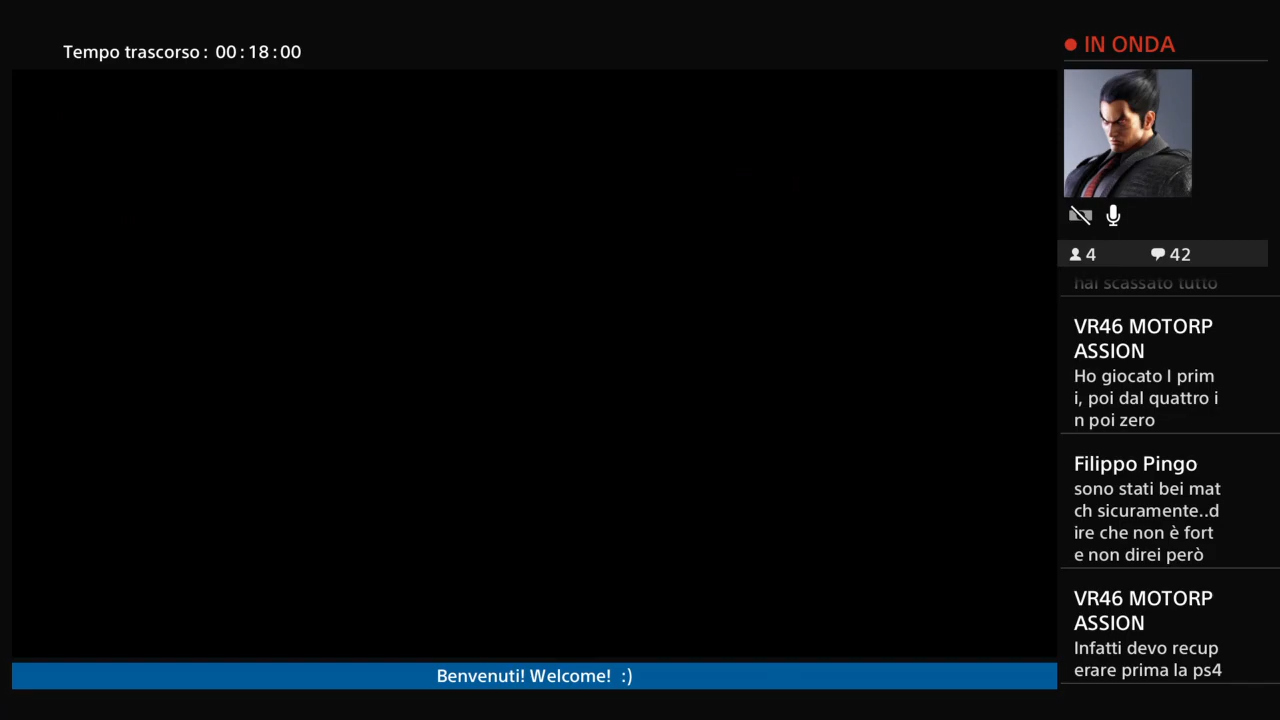 Tempo trascorso : 00 : 18 : 00
IN ONDA
4 42
hai scassato tutto
VR46 MOTORP
ASSION
Ho giocato I prim
i, poi dal quattro i
n poi zero
Filippo Pingo
sono stati bei mat
ch sicuramente..d
ire che non è fort
e non direi però
VR46 MOTORP
ASSION
Infatti devo recup
erare prima la ps4
Benvenuti! Welcome! :)